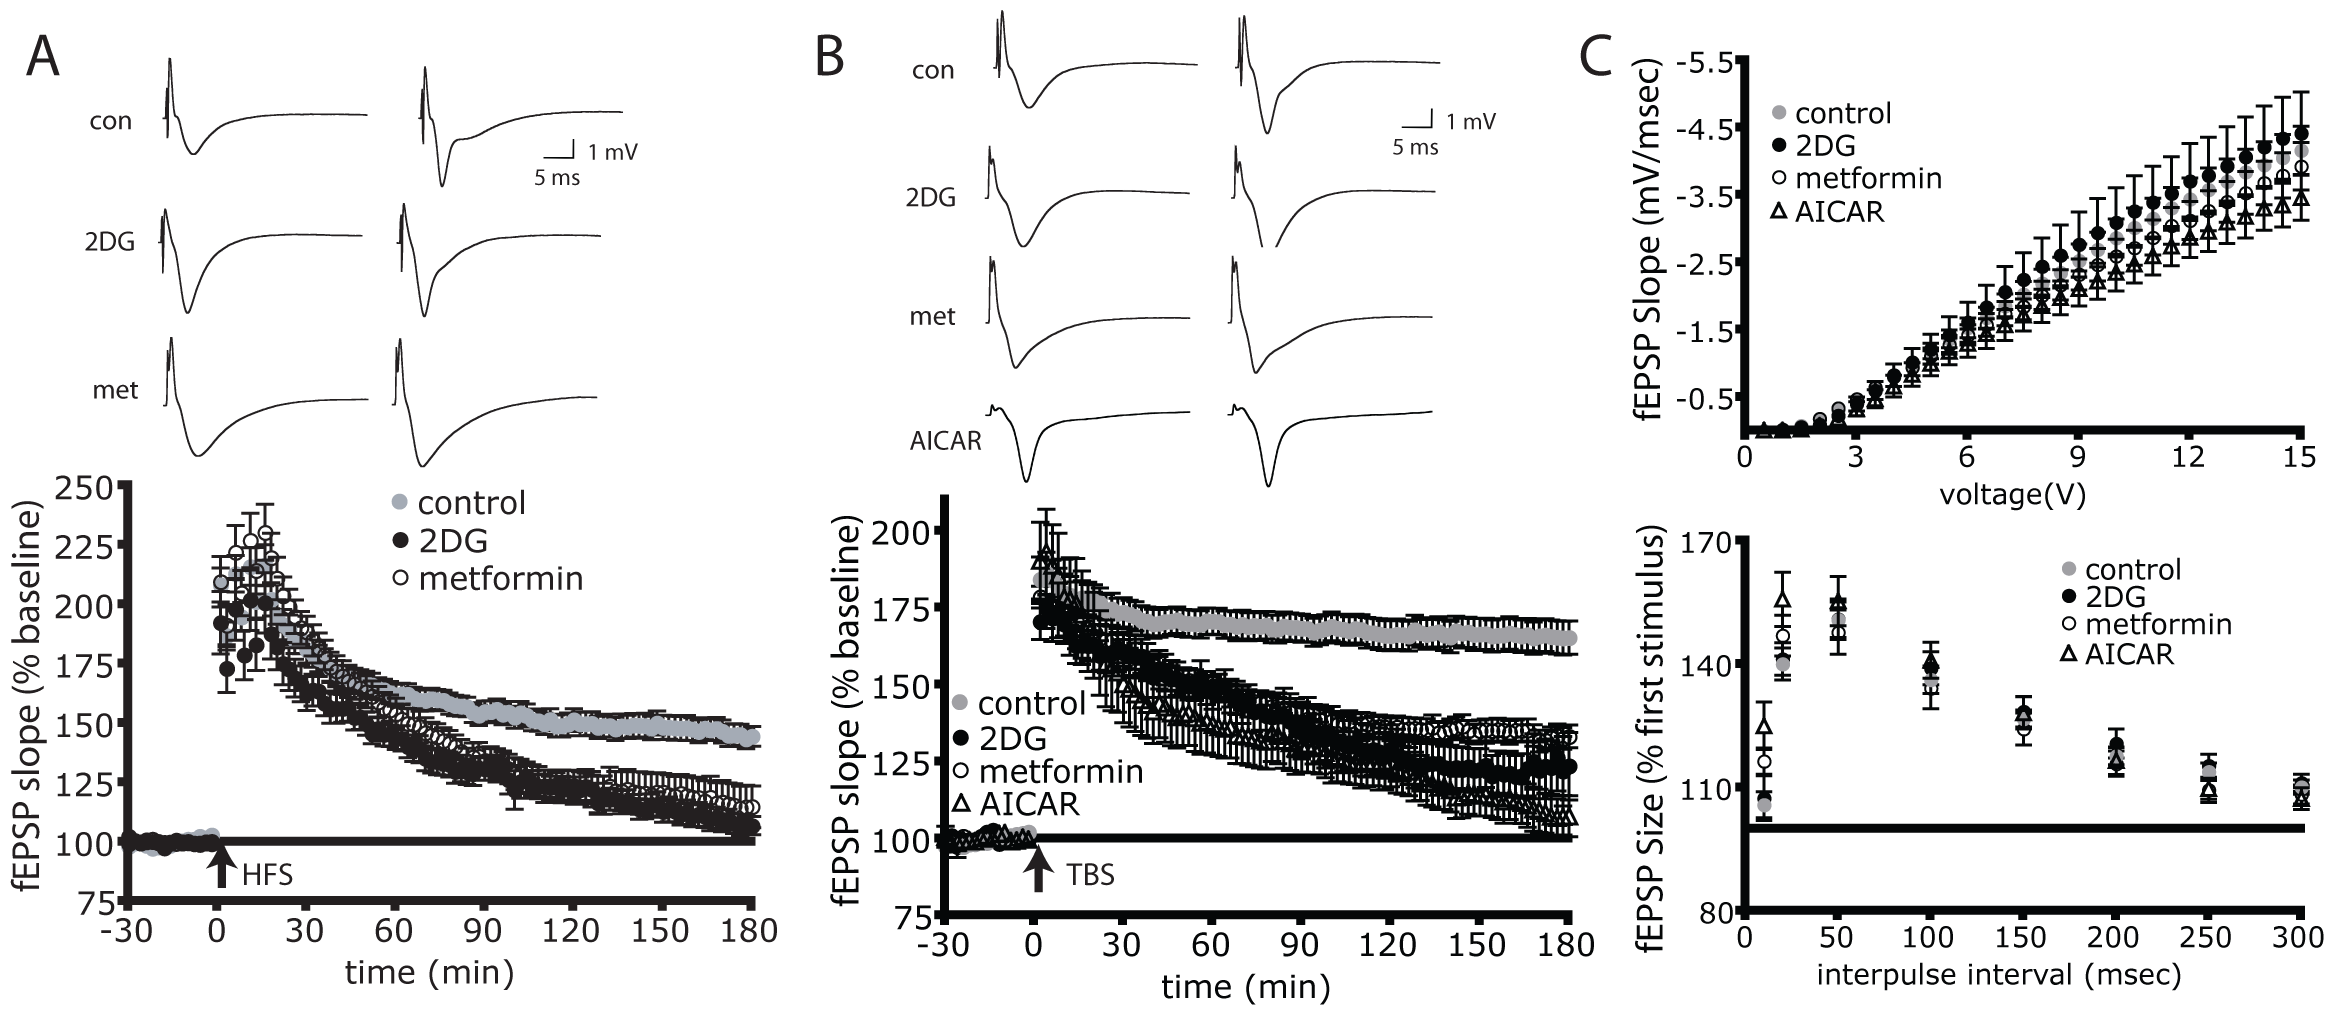 A
con
1 mV
5 ms
2DG
met
250
225
200
175
150
125
100
75
fEPSP slope (% baseline)
control
2DG
metformin
HFS
-30 0 30 60 90 120 150 180
time (min)
B
con
1 mV
5 ms
2DG
met
AICAR
200
175
150
125
100
75
fEPSP slope (% baseline)
control
2DG
metformin
AICAR
TBS
-30 0 30 60 90 120 150 180
time (min)
C
-5.5
-4.5
-3.5
-2.5
-1.5
-0.5
fEPSP Slope (mV/msec)
control
2DG
metformin
AICAR
0 3 6 9 12 15
voltage(V)
170
140
110
80
fEPSP Size (% first stimulus)
control
2DG
metformin
AICAR
0 50 100 150 200 250 300
interpulse interval (msec)